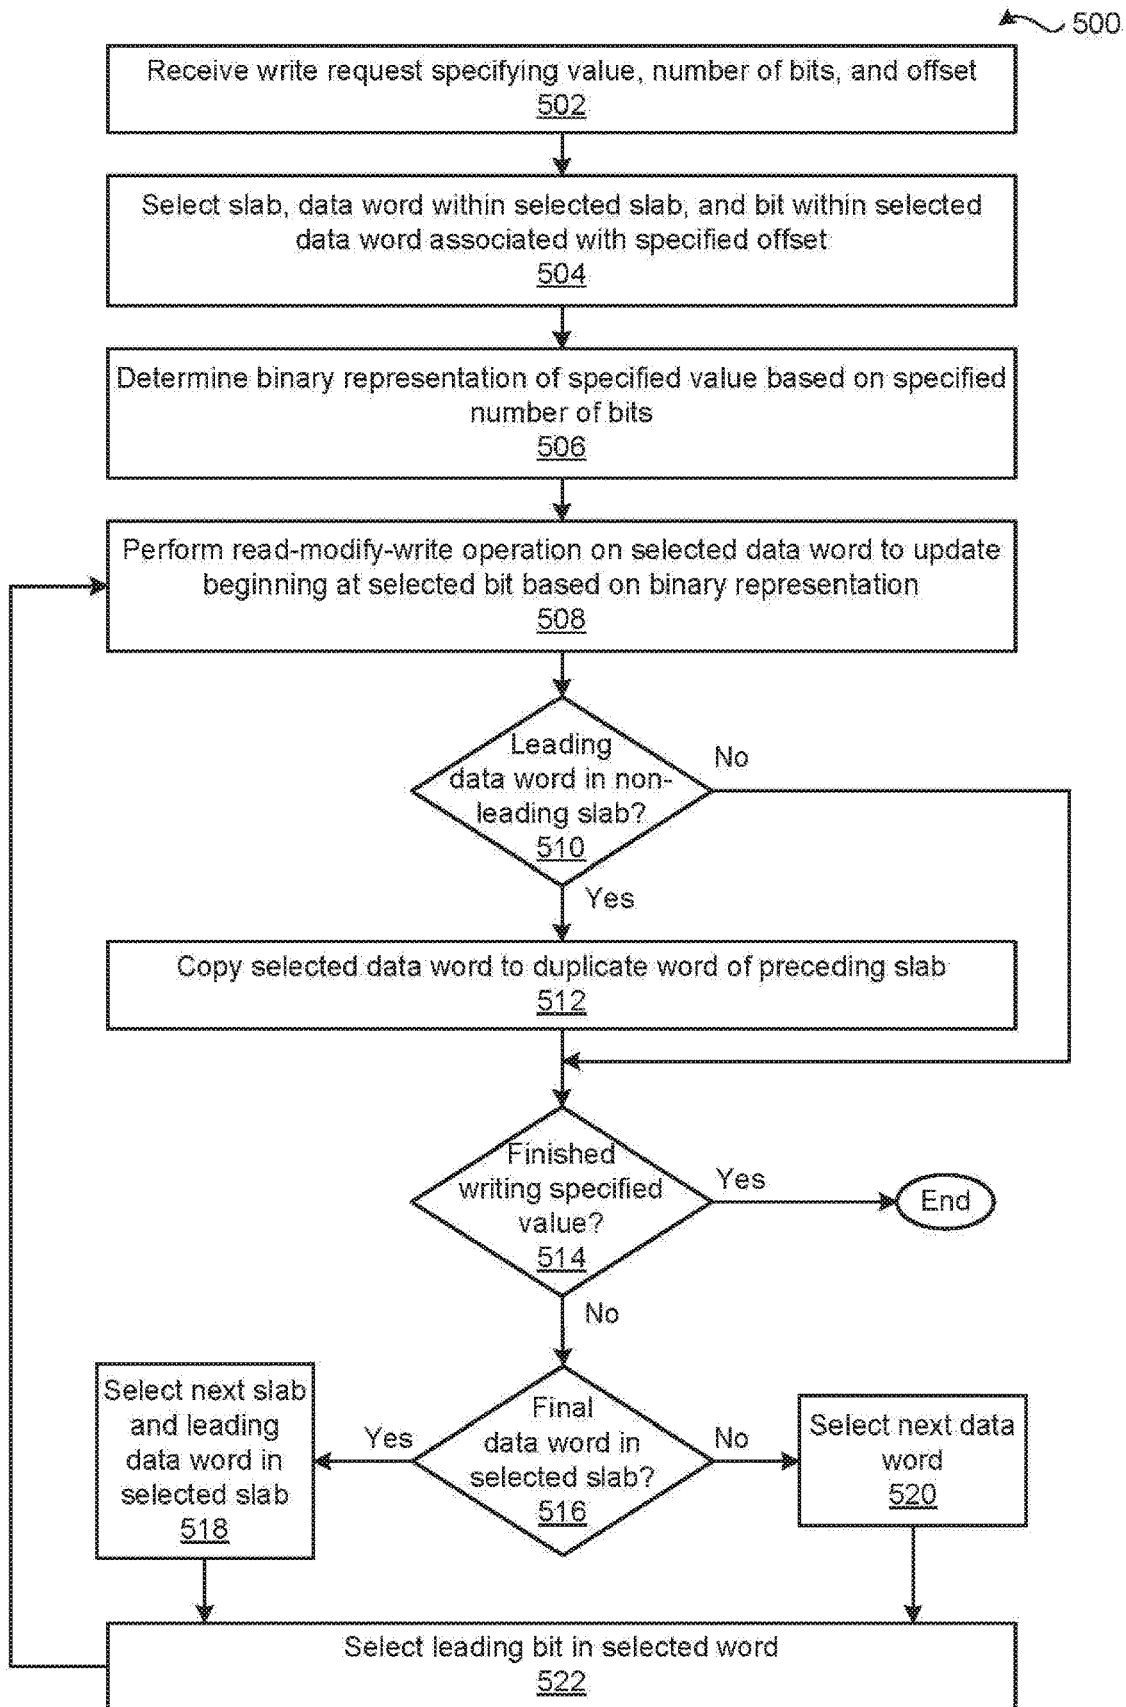 500
Receive write request specifying value, number of bits, and offset
502
Select slab, data word within selected slab, and bit within selected
data word associated with specified offset
504
Determine binary representation of specified value based on specified
number of bits
506
Perform read-modify-write operation on selected data word to update
beginning at selected bit based on binary representation
508
Leading
data word in non-
leading slab?
510
No
Yes
Copy selected data word to duplicate word of preceding slab
512
Finished
writing specified
value?
514
Yes
End
No
Select next slab
and leading
data word in
selected slab
518
Yes
Final
data word in
selected slab?
516
No
Select next data
word
520
Select leading bit in selected word
522